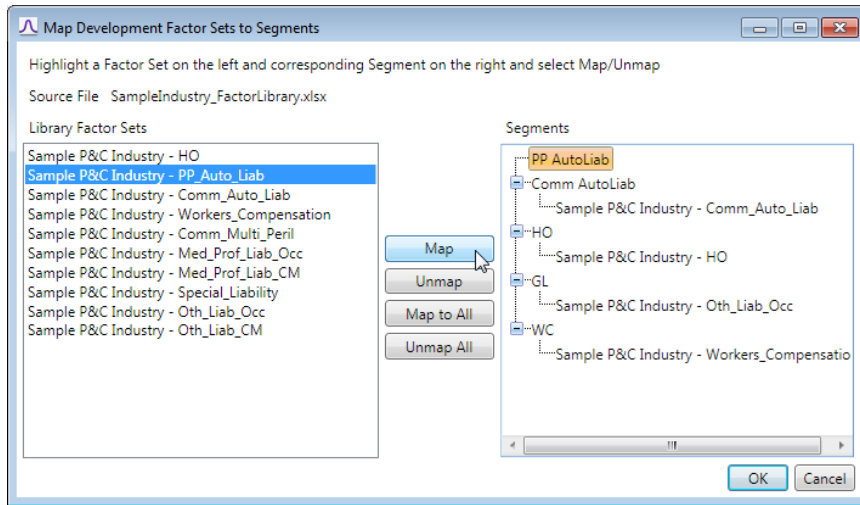 Map Development Factor Sets to Segments
Highlight a Factor Set on the left and corresponding Segment on the right and select Map/Unmap
Source File SampleIndustry_FactorLibrary.xlsx
Library Factor Sets
Sample P&C Industry - HO
Sample P&C Industry - PP_Auto_Liab
Sample P&C Industry - Comm_Auto_Liab
Sample P&C Industry - Workers_Compensation
Sample P&C Industry - Comm_Multi_Peril
Sample P&C Industry - Med_Prof_Liab_Occ
Sample P&C Industry - Med_Prof_Liab_CM
Sample P&C Industry - Special_Liability
Sample P&C Industry - Oth_Liab_Occ
Sample P&C Industry - Oth_Liab_CM
Map
Unmap
Map to All
Unmap All
Segments
PP AutoLiab
Comm AutoLiab
Sample P&C Industry - Comm_Auto_Liab
HO
Sample P&C Industry - HO
GL
Sample P&C Industry - Oth_Liab_Occ
WC
Sample P&C Industry - Workers_Compensatio
OK
Cancel